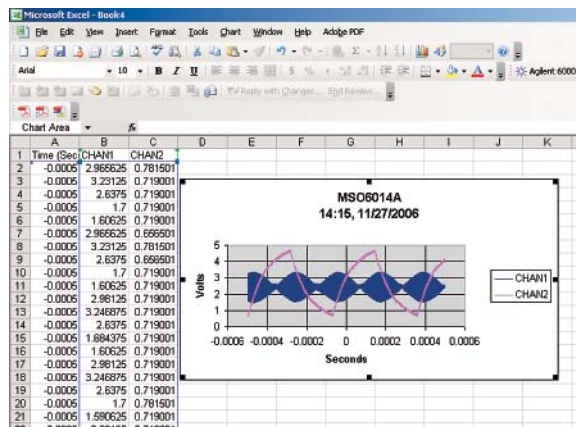 Microsoft Excel - Book4
File Edit View Insert Format Tools Chart Window Help Adobe PDF
Arial 10 B I U $ % Agilent 6000
Reply with Changes... End Review...
Chart Area fx
A B C D E F G H I J K
1 Time (Sec CHAN1 CHAN2
2 -0.0005 2.965625 0.781501
3 -0.0005 3.23125 0.719001
4 -0.0005 2.6375 0.719001
5 -0.0005 1.7 0.719001
6 -0.0005 1.60625 0.719001
7 -0.0005 2.965625 0.656501
8 -0.0005 3.23125 0.781501
9 -0.0005 2.6375 0.656501
10 -0.0005 1.7 0.719001
11 -0.0005 1.60625 0.719001
12 -0.0005 2.98125 0.719001
13 -0.0005 3.246875 0.719001
14 -0.0005 2.6375 0.719001
15 -0.0005 1.684375 0.719001
16 -0.0005 1.60625 0.719001
17 -0.0005 2.98125 0.719001
18 -0.0005 3.246875 0.719001
19 -0.0005 2.6375 0.719001
20 -0.0005 1.7 0.781501
21 -0.0005 1.590625 0.719001
MSO6014A
14:15, 11/27/2006
Volts
5
4
3
2
1
0
-0.0006 -0.0004 -0.0002 0 0.0002 0.0004 0.0006
Seconds
CHAN1
CHAN2